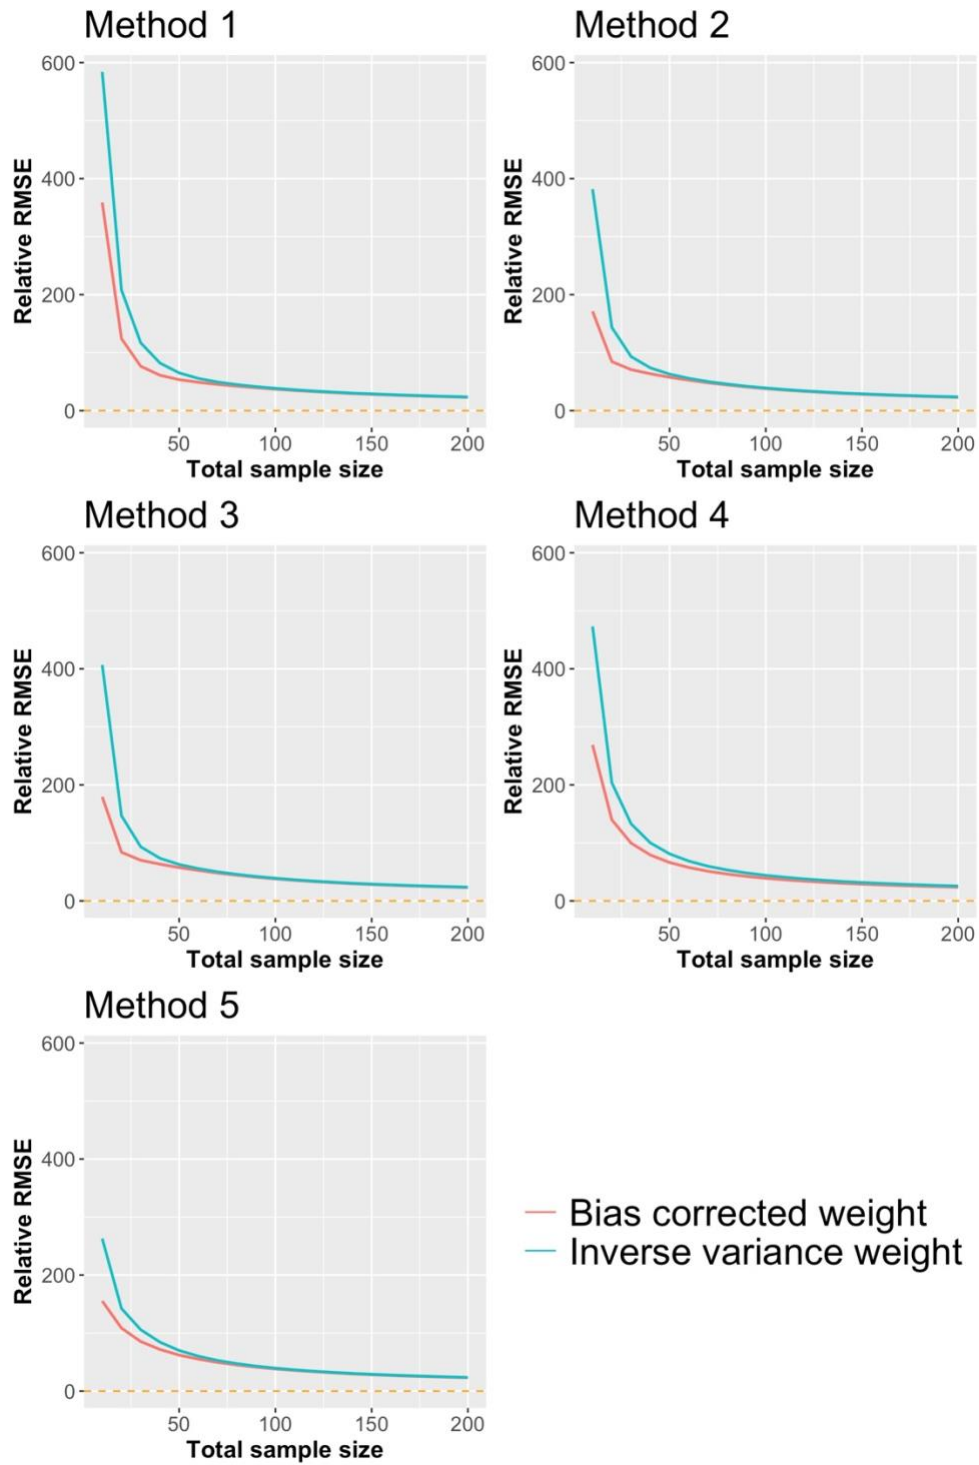 Method 1
Method 2
600
400
200
0
Relative RMSE
50 100 150 200
Total sample size
600
400
200
0
Relative RMSE
50 100 150 200
Total sample size
Method 3
Method 4
600
400
200
0
Relative RMSE
50 100 150 200
Total sample size
600
400
200
0
Relative RMSE
50 100 150 200
Total sample size
Method 5
600
400
200
0
Relative RMSE
50 100 150 200
Total sample size
Bias corrected weight
Inverse variance weight